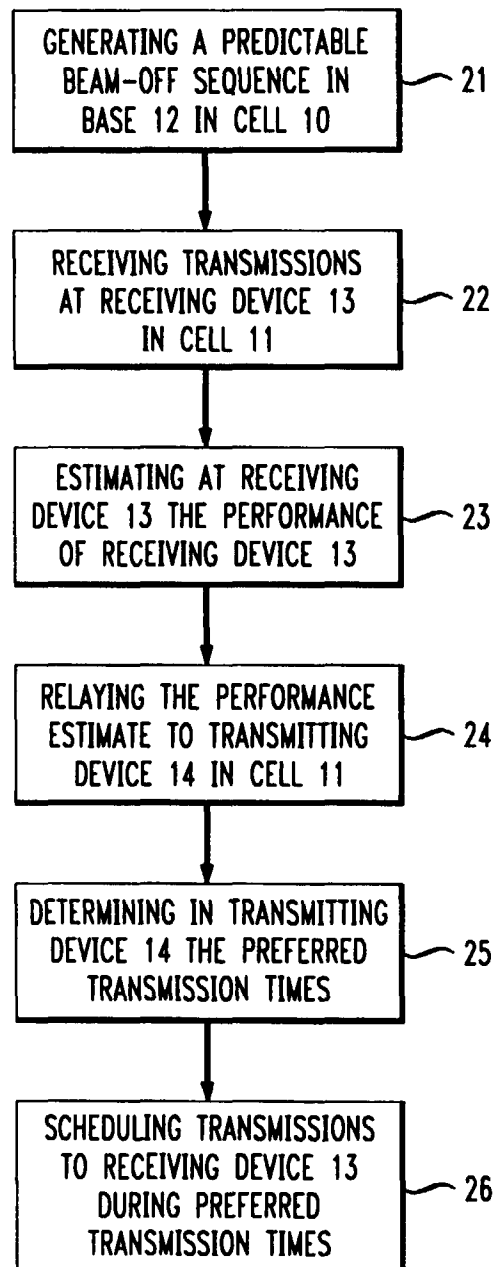 GENERATING A PREDICTABLE
BEAM-OFF SEQUENCE IN
BASE 12 IN CELL 10
21
RECEIVING TRANSMISSIONS
AT RECEIVING DEVICE 13
IN CELL 11
22
ESTIMATING AT RECEIVING
DEVICE 13 THE PERFORMANCE
OF RECEIVING DEVICE 13
23
RELAYING THE PERFORMANCE
ESTIMATE TO TRANSMITTING
DEVICE 14 IN CELL 11
24
DETERMINING IN TRANSMITTING
DEVICE 14 THE PREFERRED
TRANSMISSION TIMES
25
SCHEDULING TRANSMISSIONS
TO RECEIVING DEVICE 13
DURING PREFERRED
TRANSMISSION TIMES
26